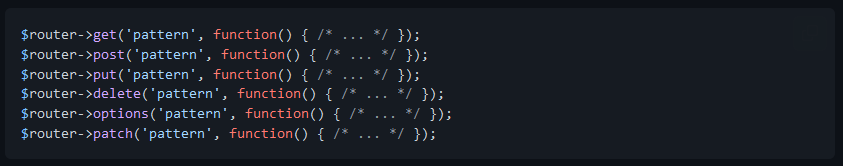 $router->get('pattern', function() { /* ... */ });
$router->post('pattern', function() { /* ... */ });
$router->put('pattern', function() { /* ... */ });
$router->delete('pattern', function() { /* ... */ });
$router->options('pattern', function() { /* ... */ });
$router->patch('pattern', function() { /* ... */ });